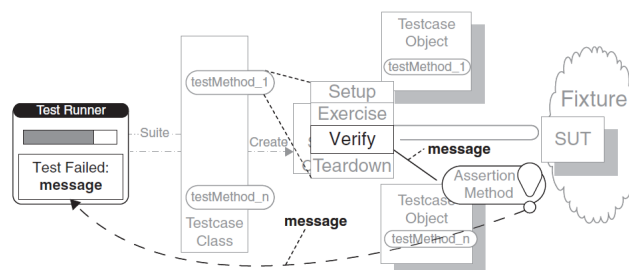 Test Runner
Test Failed:
message
Suite
testMethod_1
testMethod_n
Testcase
Class
Create
Setup
Exercise
Verify
Teardown
Testcase
Object
testMethod_1
message
Assertion
Method
Fixture
SUT
Testcase
Object
testMethod_n
message